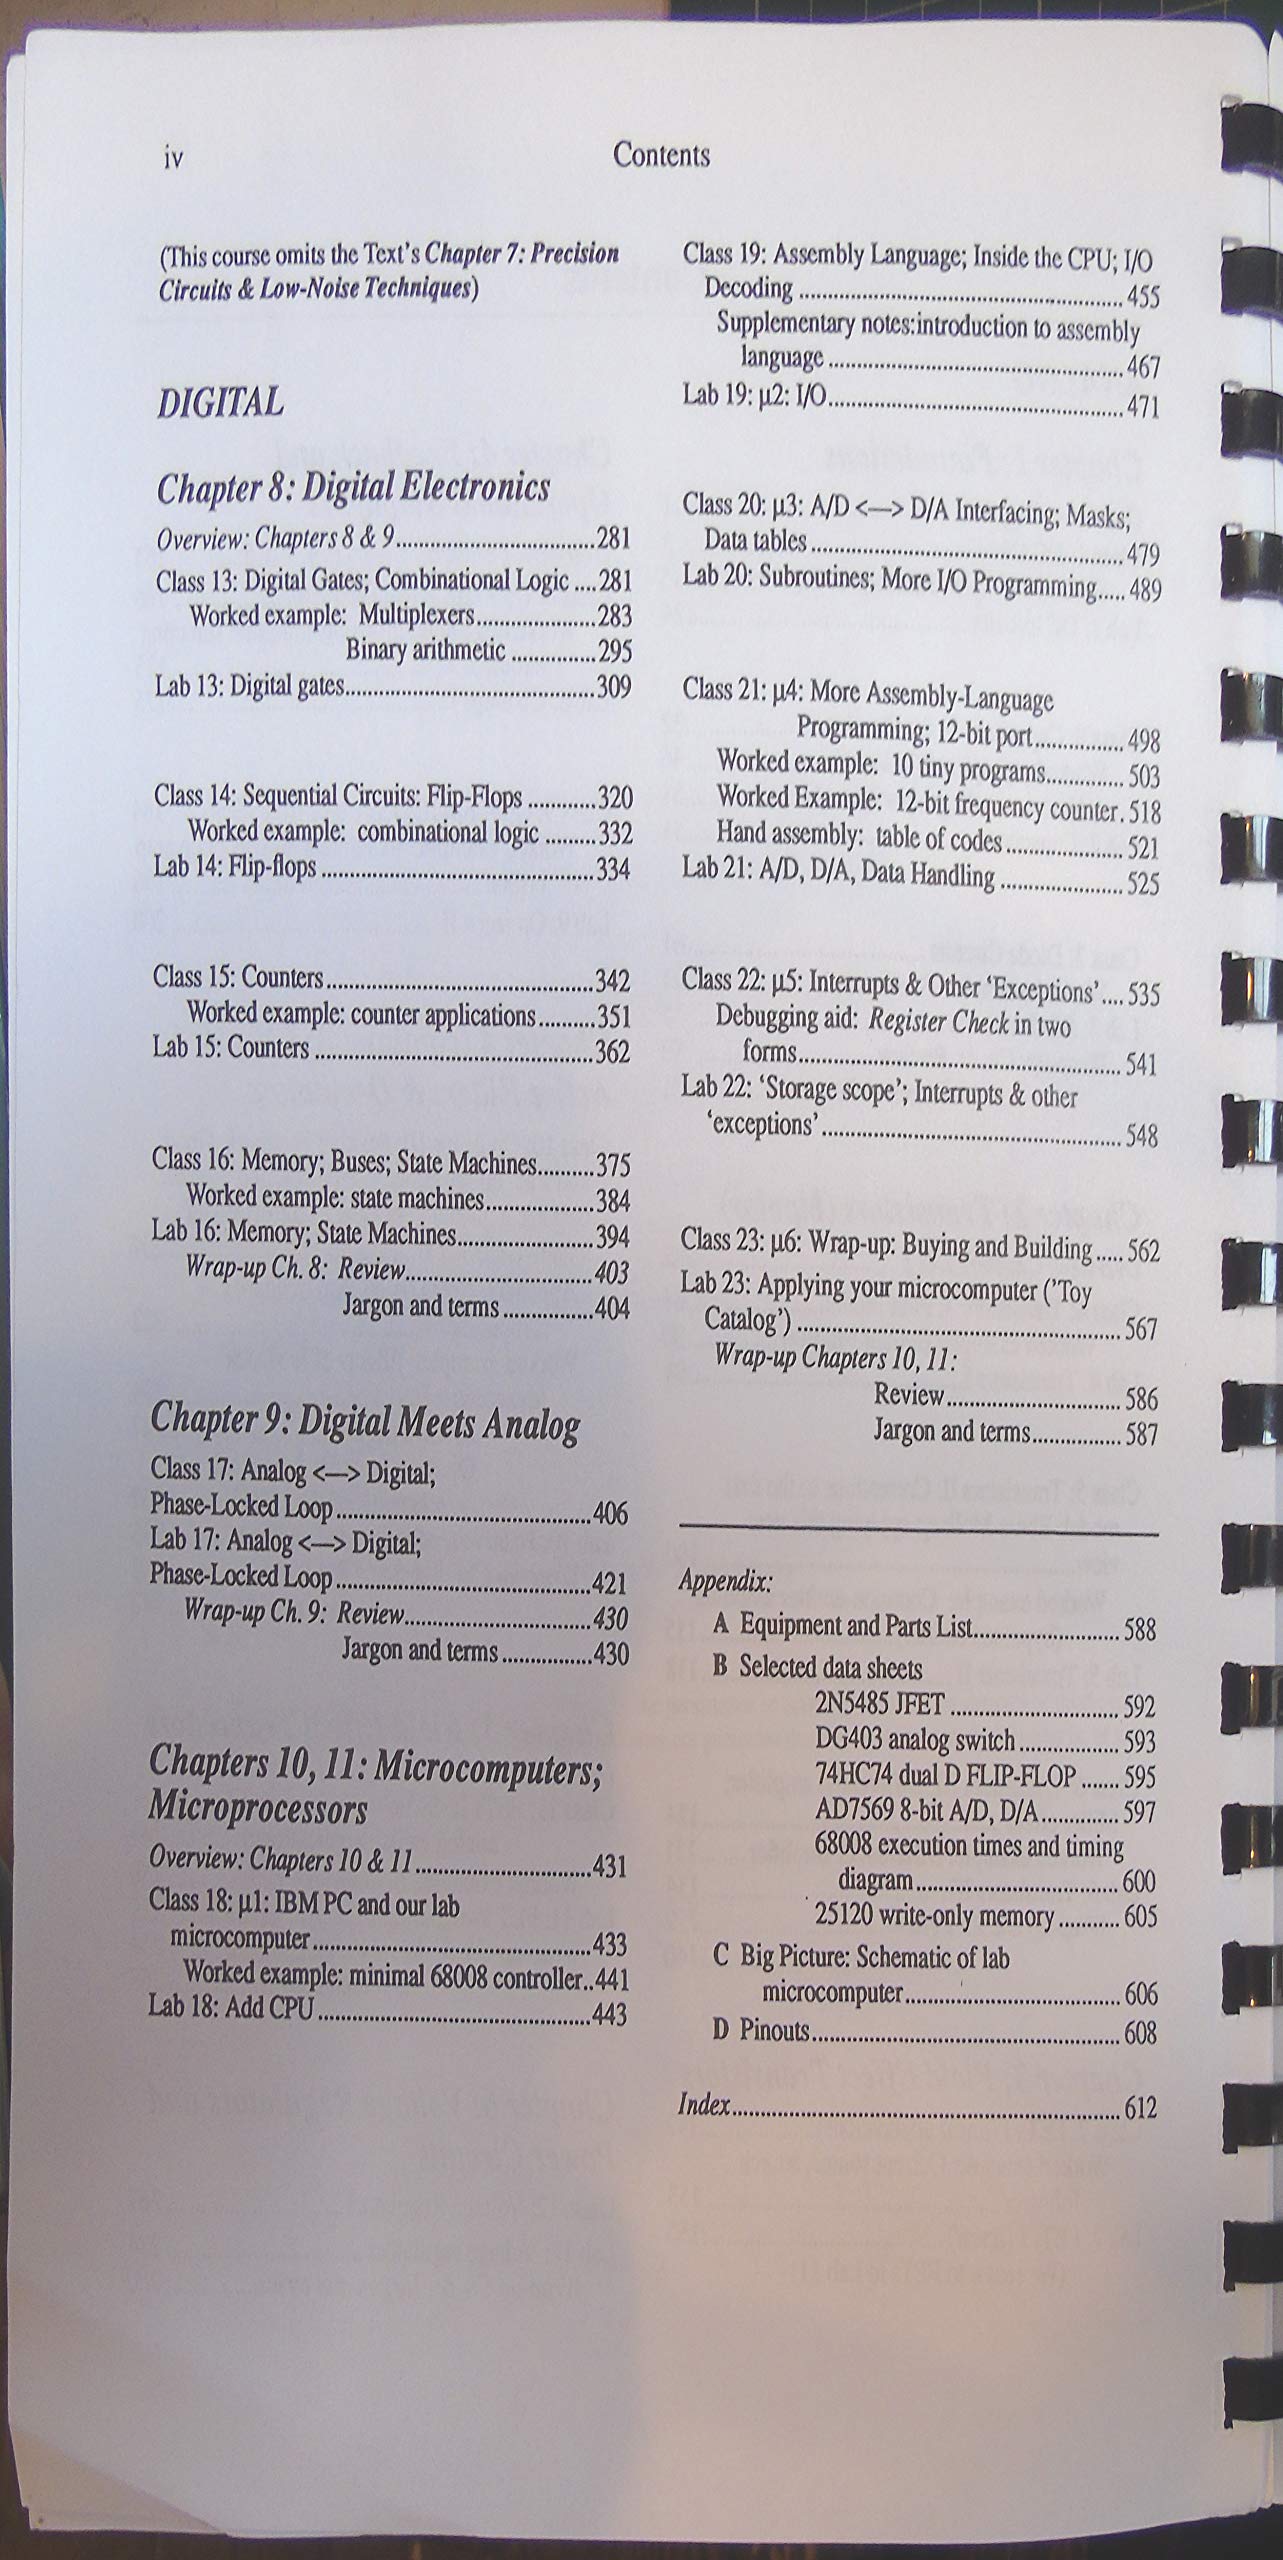 iv
Contents
(This course omits the Text's Chapter 7: Precision
Circuits & Low-Noise Techniques)
DIGITAL
Chapter 8: Digital Electronics
Overview: Chapters 8 & 9..................................281
Class 13: Digital Gates; Combinational Logic ....281
Worked example: Multiplexers.....................283
Binary arithmetic ...............295
Lab 13: Digital gates...........................................309
Class 14: Sequential Circuits: Flip-Flops ............320
Worked example: combinational logic .........332
Lab 14: Flip-flops ...............................................334
Class 15: Counters..............................................342
Worked example: counter applications..........351
Lab 15: Counters ................................................362
Class 16: Memory; Buses; State Machines..........375
Worked example: state machines...................384
Lab 16: Memory; State Machines........................394
Wrap-up Ch. 8: Review................................403
Jargon and terms ................404
Chapter 9: Digital Meets Analog
Class 17: Analog <—> Digital;
Phase-Locked Loop ............................................406
Lab 17: Analog <—> Digital;
Phase-Locked Loop ............................................421
Wrap-up Ch. 9: Review................................430
Jargon and terms ................430
Chapters 10, 11: Microcomputers;
Microprocessors
Overview: Chapters 10 & 11...............................431
Class 18: µ1: IBM PC and our lab
microcomputer................................................433
Worked example: minimal 68008 controller..441
Lab 18: Add CPU ...............................................443
Class 19: Assembly Language; Inside the CPU; I/O
Decoding ........................................................455
Supplementary notes:introduction to assembly
language ...................................................467
Lab 19: µ2: I/O...................................................471
Class 20: µ3: A/D <—> D/A Interfacing; Masks;
Data tables ......................................................479
Lab 20: Subroutines; More I/O Programming.....489
Class 21: µ4: More Assembly-Language
Programming; 12-bit port...............498
Worked example: 10 tiny programs.............503
Worked Example: 12-bit frequency counter.518
Hand assembly: table of codes ....................521
Lab 21: A/D, D/A, Data Handling .....................525
Class 22: µ5: Interrupts & Other ‘Exceptions’....535
Debugging aid: Register Check in two
forms........................................................541
Lab 22: ‘Storage scope’; Interrupts & other
‘exceptions’....................................................548
Class 23: µ6: Wrap-up: Buying and Building.....562
Lab 23: Applying your microcomputer (’Toy
Catalog’) ........................................................567
Wrap-up Chapters 10, 11:
Review..............................586
Jargon and terms...............587
Appendix:
A Equipment and Parts List.........................588
B Selected data sheets
2N5485 JFET .............................592
DG403 analog switch.................593
74HC74 dual D FLIP-FLOP .......595
AD7569 8-bit A/D, D/A.............597
68008 execution times and timing
diagram...................................600
25120 write-only memory...........605
C Big Picture: Schematic of lab
microcomputer.....................................606
D Pinouts.....................................................608
Index....................................................................612